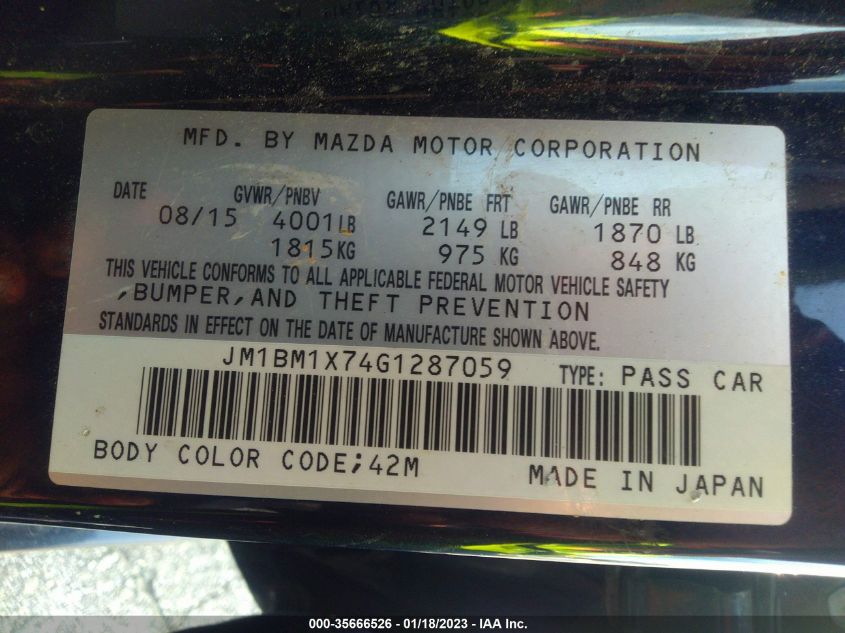 MFD. BY MAZDA MOTOR CORPORATION
DATE GVWR/PNBV GAWR/PNBE FRT GAWR/PNBE RR
08/15 4001LB 2149 LB 1870 LB
1815KG 975 KG 848 KG
THIS VEHICLE CONFORMS TO ALL APPLICABLE FEDERAL MOTOR VEHICLE SAFETY
,BUMPER,AND THEFT PREVENTION
STANDARDS IN EFFECT ON THE DATE OF MANUFACTURE SHOWN ABOVE.
JM1BM1X74G1287059 TYPE: PASS CAR
BODY COLOR CODE;42M MADE IN JAPAN
000-35666526 - 01/18/2023 - IAA Inc.